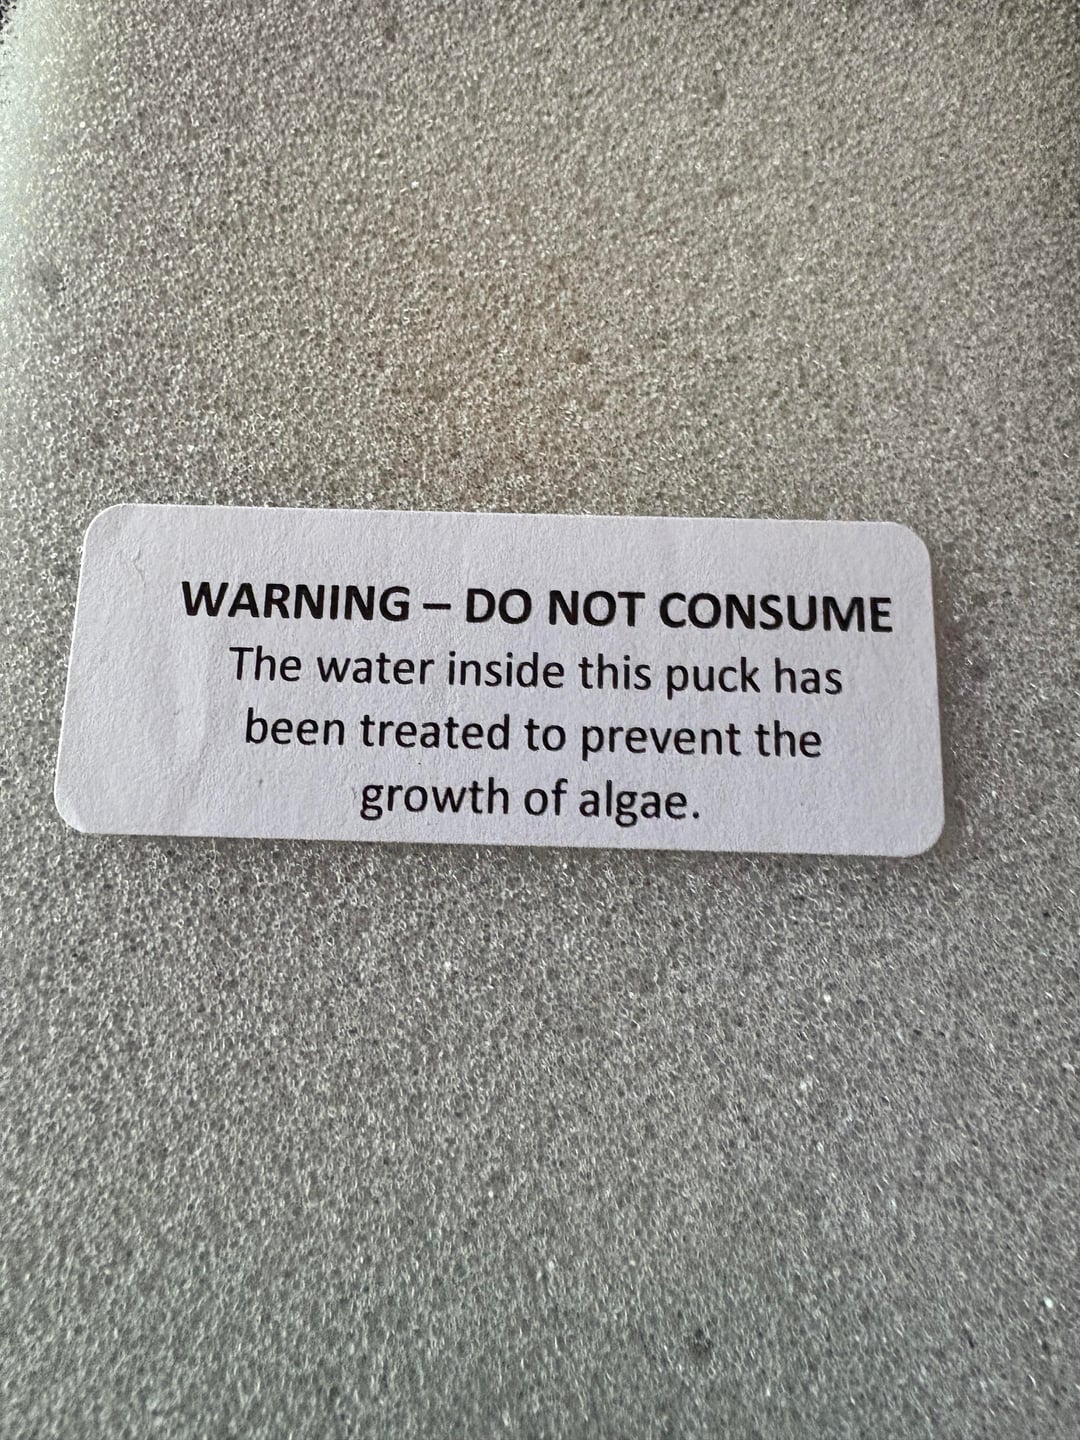 WARNING – DO NOT CONSUME
The water inside this puck has
been treated to prevent the
growth of algae.